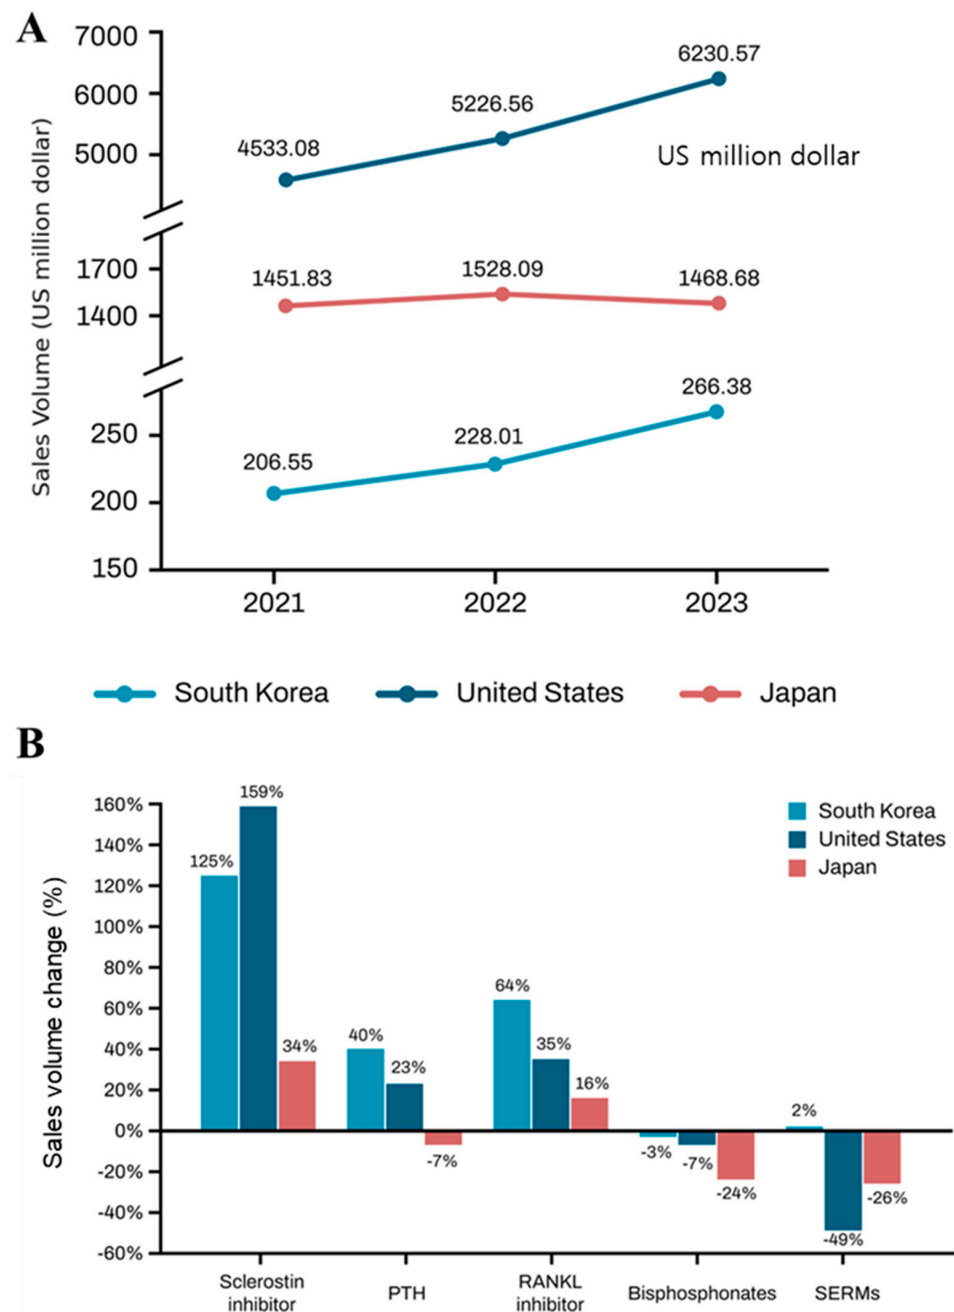 A
Sales Volume (US million dollar)
7000
6000
5000
1700
1400
250
200
150
4533.08
5226.56
6230.57
US million dollar
1451.83
1528.09
1468.68
206.55
228.01
266.38
2021
2022
2023
South Korea
United States
Japan
B
Sales volume change (%)
160%
140%
120%
100%
80%
60%
40%
20%
0%
-20%
-40%
-60%
125%
159%
34%
40%
23%
-7%
64%
35%
16%
-3%
-7%
-24%
2%
-49%
-26%
South Korea
United States
Japan
Sclerostin
inhibitor
PTH
RANKL
inhibitor
Bisphosphonates
SERMs